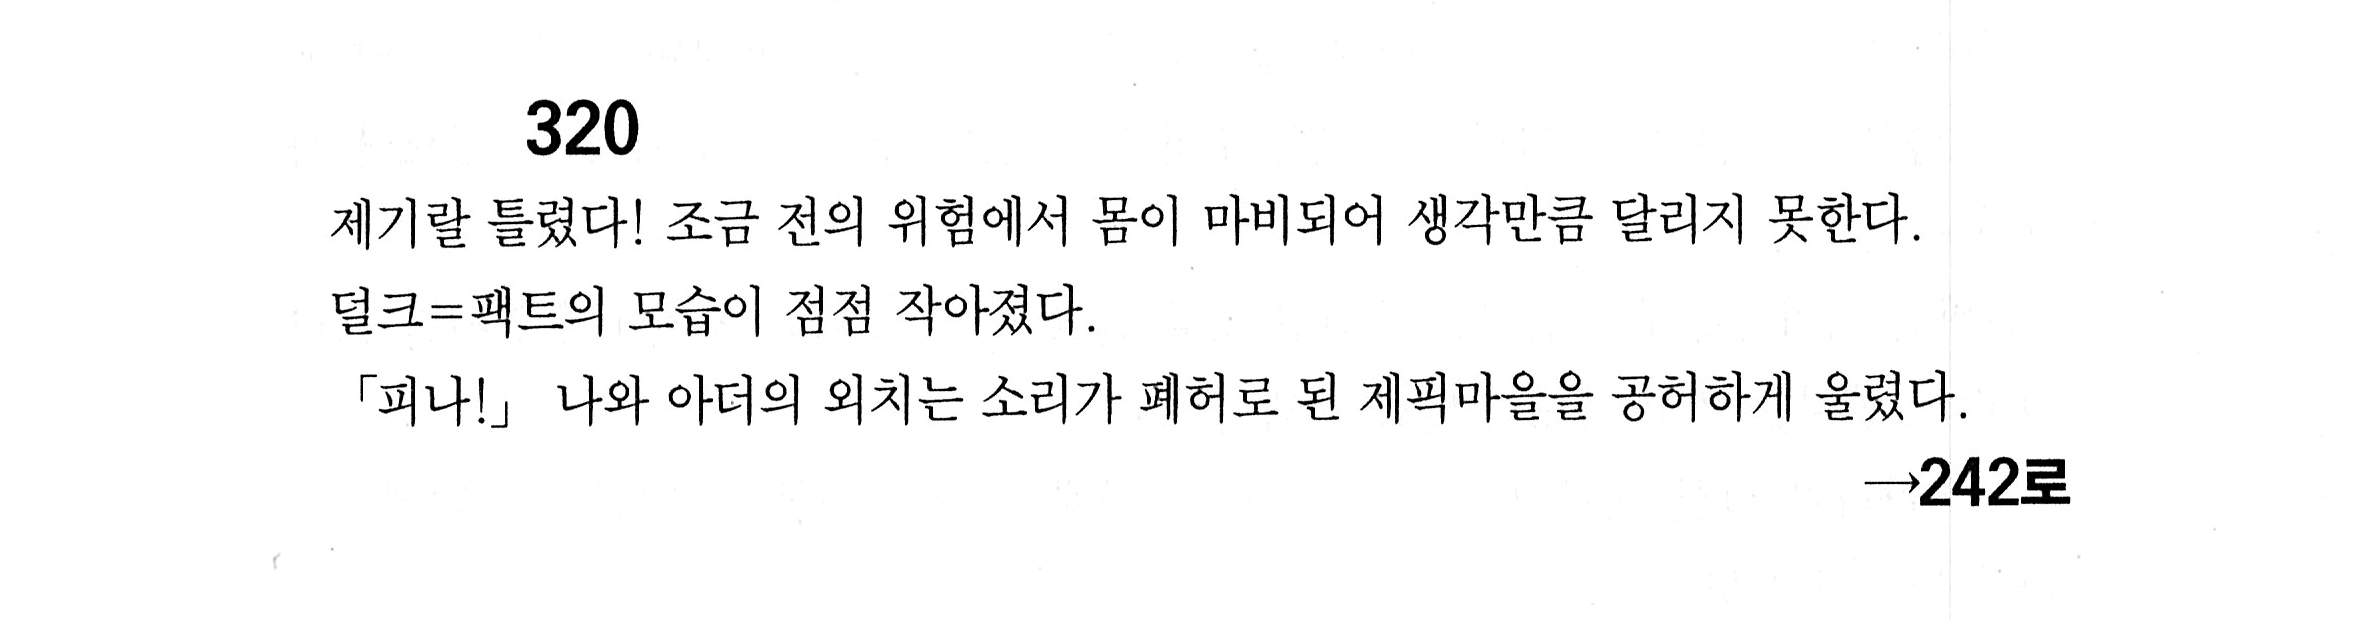 320
제기랄 틀렸다! 조금 전의 위험에서 몸이 마비되어 생각만큼 달리지 못한다.
덜크=팩트의 모습이 점점 작아졌다.
「피나!」 나와 아더의 외치는 소리가 폐허로 된 제픽마을을 공허하게 울렸다.
→242로